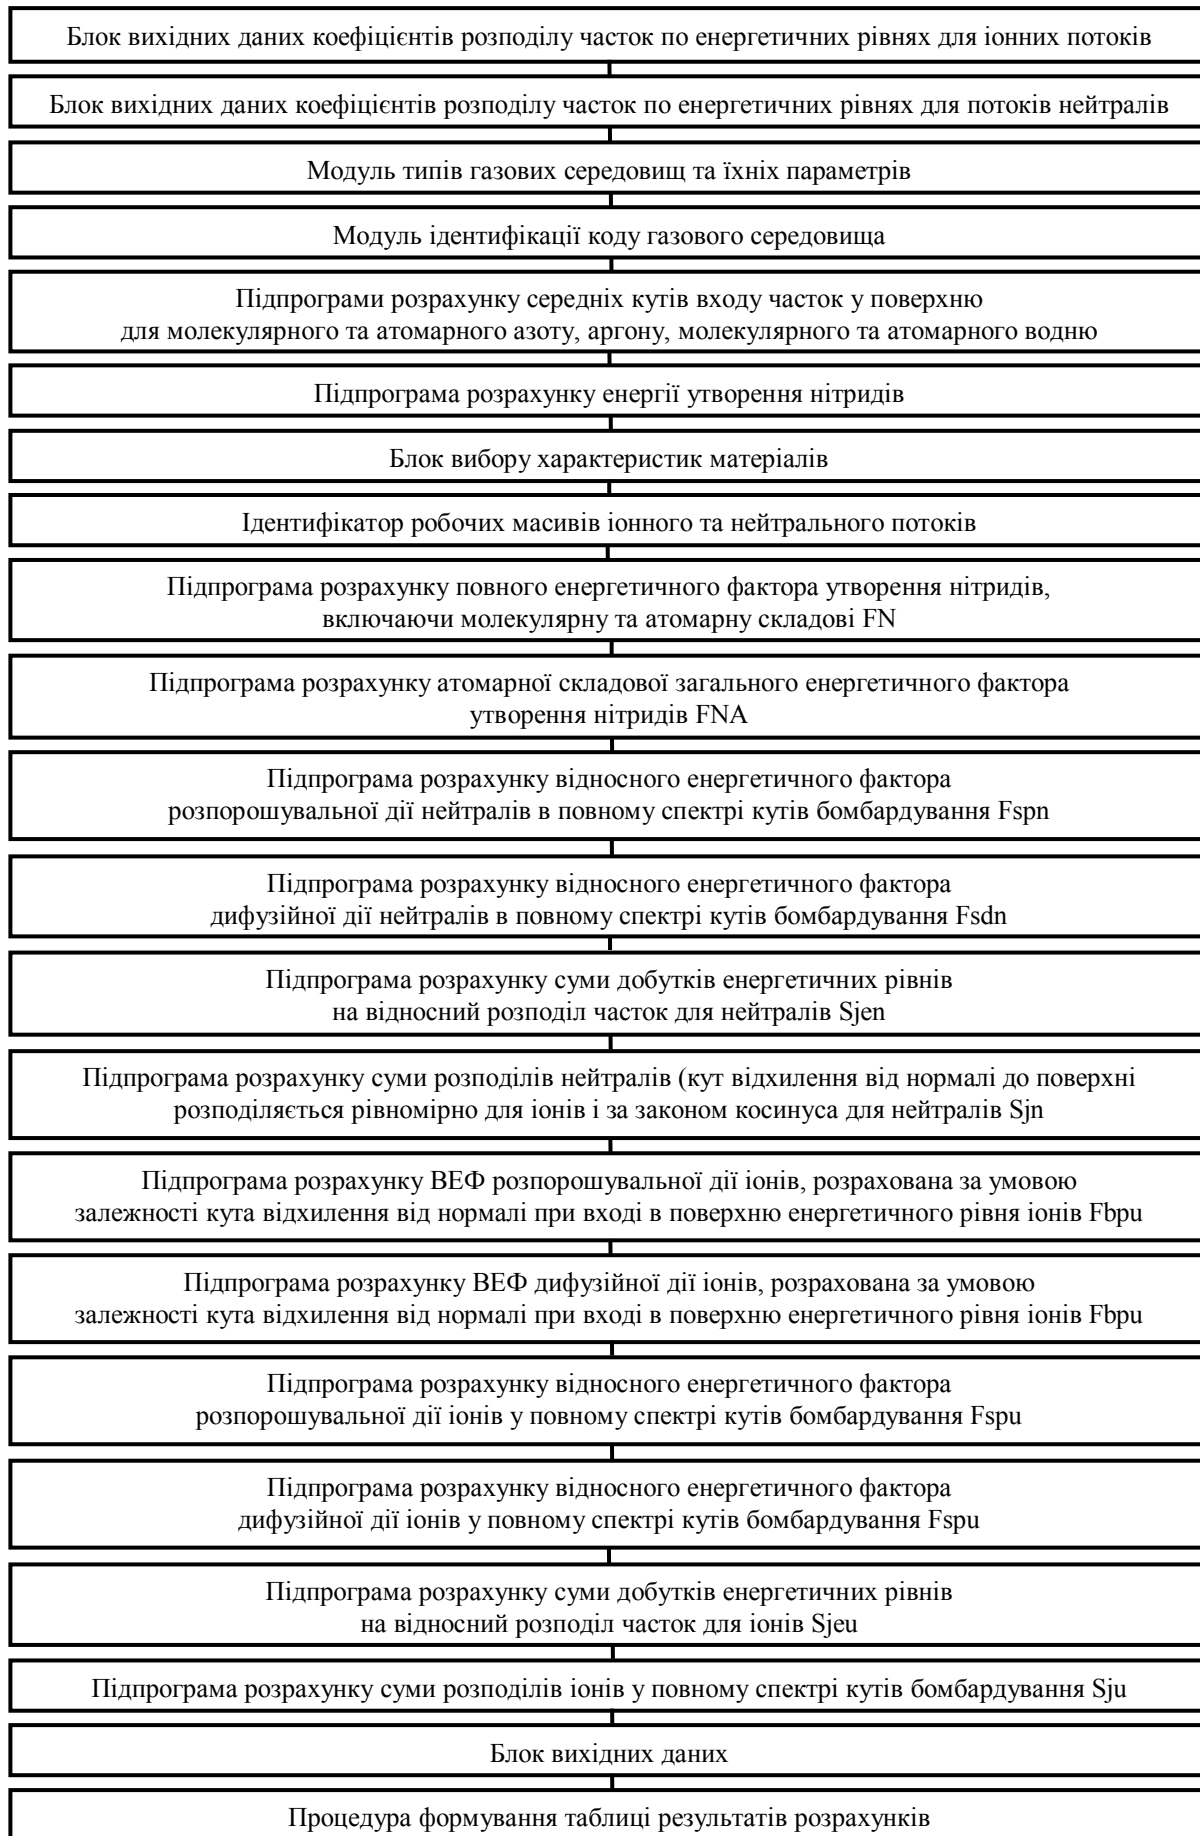 Блок вихідних даних коефіцієнтів розподілу часток по енергетичних рівнях для іонних потоків
Блок вихідних даних коефіцієнтів розподілу часток по енергетичних рівнях для потоків нейтралів
Модуль типів газових середовищ та їхніх параметрів
Модуль ідентифікації коду газового середовища
Підпрограми розрахунку середніх кутів входу часток у поверхню
для молекулярного та атомарного азоту, аргону, молекулярного та атомарного водню
Підпрограма розрахунку енергії утворення нітридів
Блок вибору характеристик матеріалів
Ідентифікатор робочих масивів іонного та нейтрального потоків
Підпрограма розрахунку повного енергетичного фактора утворення нітридів,
включаючи молекулярну та атомарну складові FN
Підпрограма розрахунку атомарної складової загального енергетичного фактора
утворення нітридів FNA
Підпрограма розрахунку відносного енергетичного фактора
розпорошувальної дії нейтралів в повному спектрі кутів бомбардування Fspn
Підпрограма розрахунку відносного енергетичного фактора
дифузійної дії нейтралів в повному спектрі кутів бомбардування Fsdn
Підпрограма розрахунку суми добутків енергетичних рівнів
на відносний розподіл часток для нейтралів Sjen
Підпрограма розрахунку суми розподілів нейтралів (кут відхилення від нормалі до поверхні
розподіляється рівномірно для іонів і за законом косинуса для нейтралів Sjn
Підпрограма розрахунку ВЕФ розпорошувальної дії іонів, розрахована за умовою
залежності кута відхилення від нормалі при вході в поверхню енергетичного рівня іонів Fbpu
Підпрограма розрахунку ВЕФ дифузійної дії іонів, розрахована за умовою
залежності кута відхилення від нормалі при вході в поверхню енергетичного рівня іонів Fbpu
Підпрограма розрахунку відносного енергетичного фактора
розпорошувальної дії іонів у повному спектрі кутів бомбардування Fspu
Підпрограма розрахунку відносного енергетичного фактора
дифузійної дії іонів у повному спектрі кутів бомбардування Fspu
Підпрограма розрахунку суми добутків енергетичних рівнів
на відносний розподіл часток для іонів Sjeu
Підпрограма розрахунку суми розподілів іонів у повному спектрі кутів бомбардування Sju
Блок вихідних даних
Процедура формування таблиці результатів розрахунків